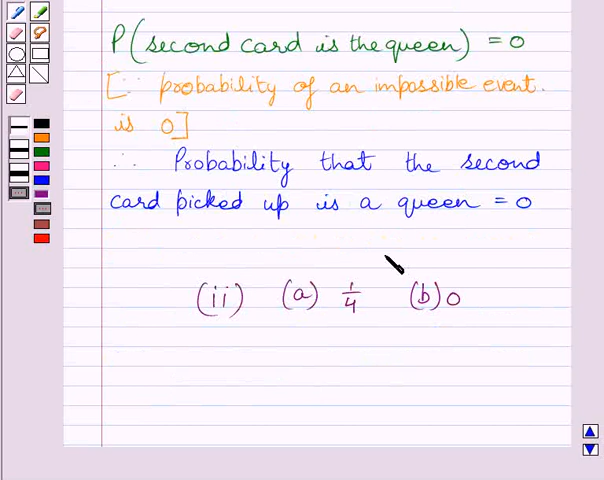 P(second card is the queen) = 0
[∵ probability of an impossible event.
is 0]
∴ Probability that the second
card picked up is a queen = 0
(ii) (a) 1/4 (b) 0